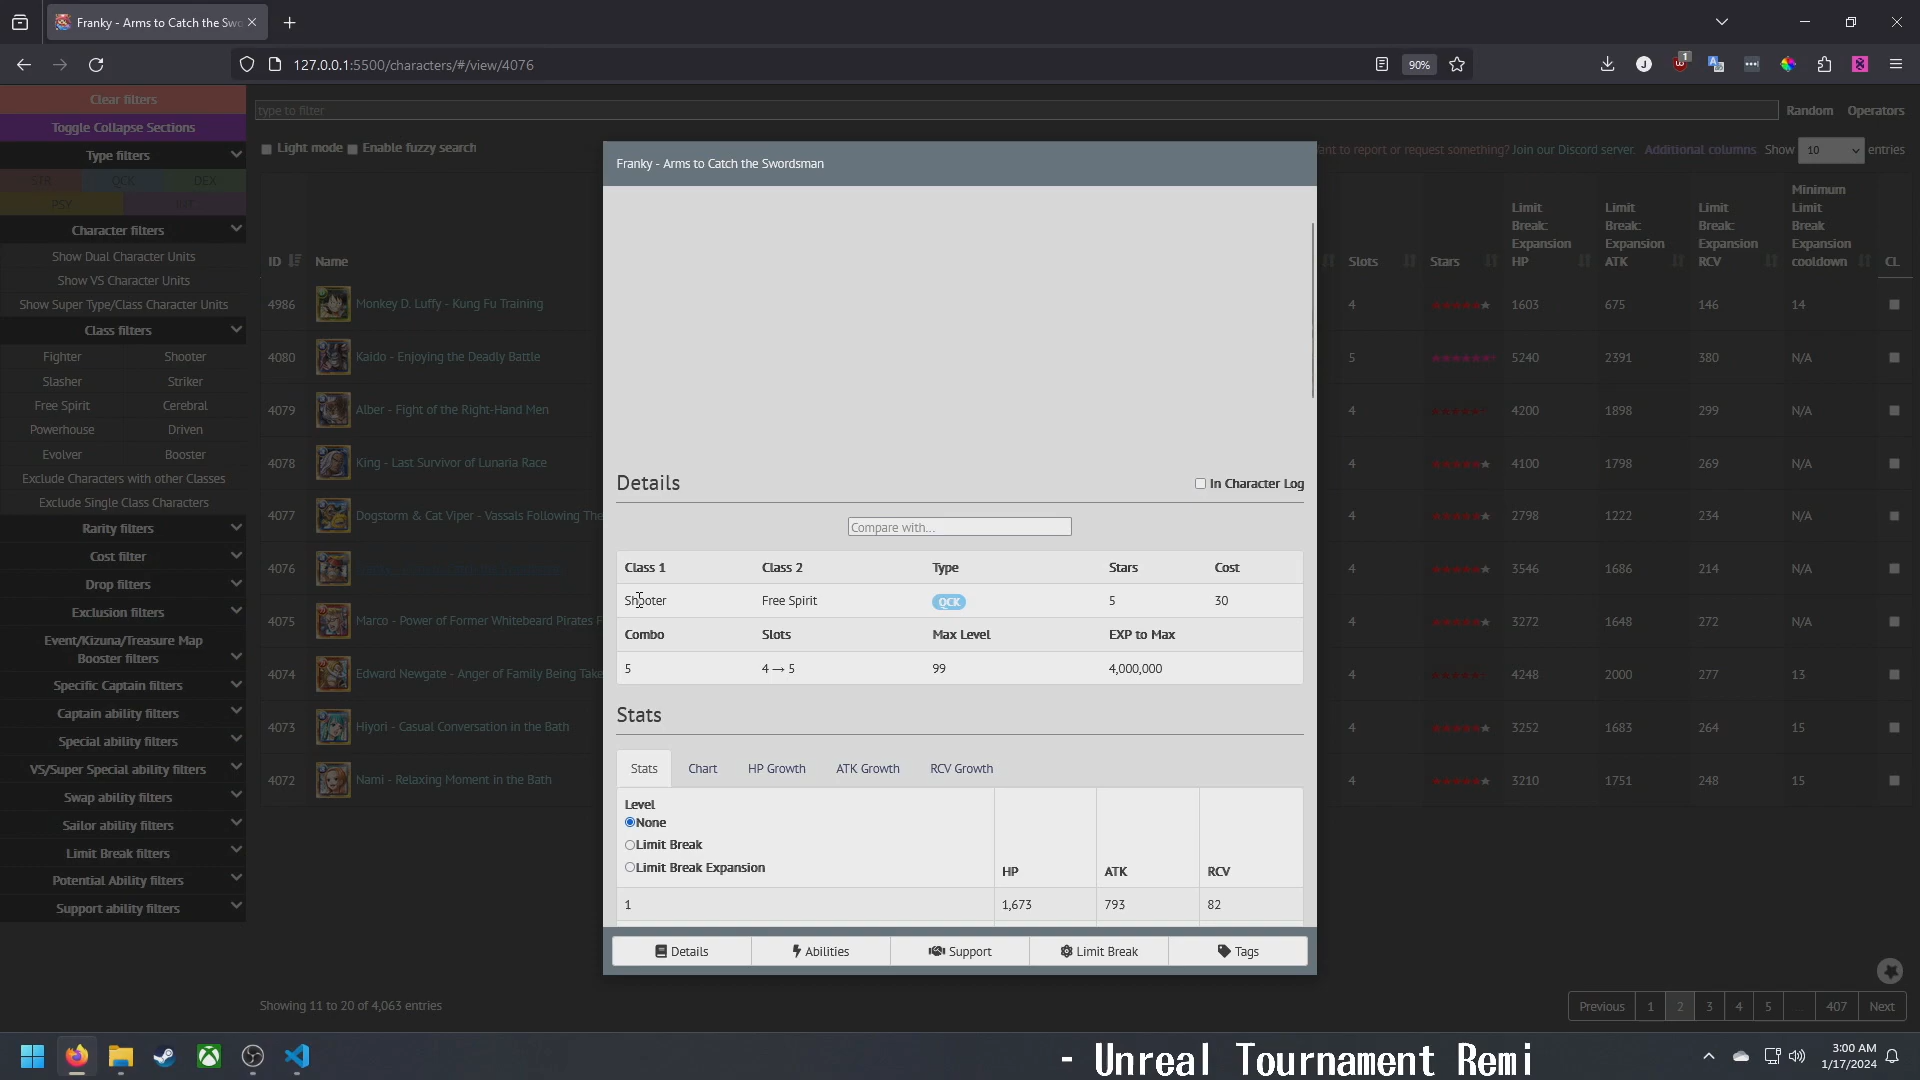 Franky - Arms to Catch the Swo
127.0.0.1:5500/characters/#/view/4076
90%
1
Clear filters
type to filter
Random
Operators
Toggle Collapse Sections
Light mode
Enable fuzzy search
ant to report or request something? Join our Discord server.
Additional columns
Show
10
entries
Type filters
STR
QCK
DEX
PSY
INT
Character filters
Show Dual Character Units
Show VS Character Units
Show Super Type/Class Character Units
Class filters
Fighter
Shooter
Slasher
Striker
Free Spirit
Cerebral
Powerhouse
Driven
Evolver
Booster
Exclude Characters with other Classes
Exclude Single Class Characters
Rarity filters
Cost filter
Drop filters
Exclusion filters
Event/Kizuna/Treasure Map
Booster filters
Specific Captain filters
Captain ability filters
Special ability filters
VS/Super Special ability filters
Swap ability filters
Sailor ability filters
Limit Break filters
Potential Ability filters
Support ability filters
ID
Name
Slots
Stars
Limit
Break:
Expansion
HP
Limit
Break:
Expansion
ATK
Limit
Break:
Expansion
RCV
Minimum
Limit
Break
Expansion
cooldown
CL
4986
Monkey D. Luffy - Kung Fu Training
4
★★★★★★
1603
675
146
14
4080
Kaido - Enjoying the Deadly Battle
5
5240
2391
380
N/A
4079
Alber - Fight of the Right-Hand Men
4
4200
1898
299
N/A
4078
King - Last Survivor of Lunaria Race
4
4100
1798
269
N/A
4077
Dogstorm & Cat Viper - Vassals Following The
4
2798
1222
234
N/A
4076
4
3546
1686
214
N/A
4075
Marco - Power of Former Whitebeard Pirates F
4
3272
1648
272
N/A
4074
Edward Newgate - Anger of Family Being Take
4
4248
2000
277
13
4073
Hiyori - Casual Conversation in the Bath
4
3252
1683
264
15
4072
Nami - Relaxing Moment in the Bath
4
3210
1751
248
15
Showing 11 to 20 of 4,063 entries
Previous
1
2
3
4
5
…
407
Next
Franky - Arms to Catch the Swordsman
Details
In Character Log
Compare with...
Class 1
Class 2
Type
Stars
Cost
Shooter
Free Spirit
QCK
5
30
Combo
Slots
Max Level
EXP to Max
5
4 → 5
99
4,000,000
Stats
Stats
Chart
HP Growth
ATK Growth
RCV Growth
Level
None
Limit Break
Limit Break Expansion
HP
ATK
RCV
1
1,673
793
82
Details
Abilities
Support
Limit Break
Tags
- Unreal Tournament Remi
3:00 AM
1/17/2024